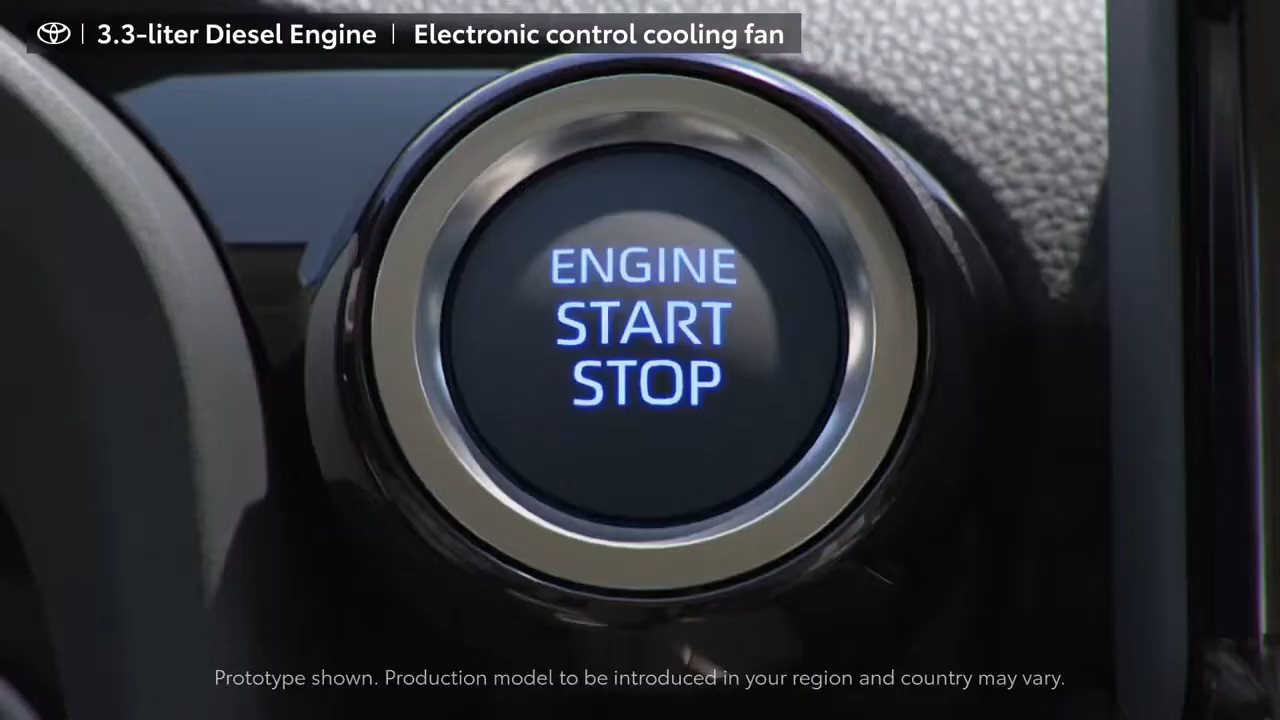 3.3-liter Diesel Engine | Electronic control cooling fan
ENGINE
START
STOP
Prototype shown. Production model to be introduced in your region and country may vary.